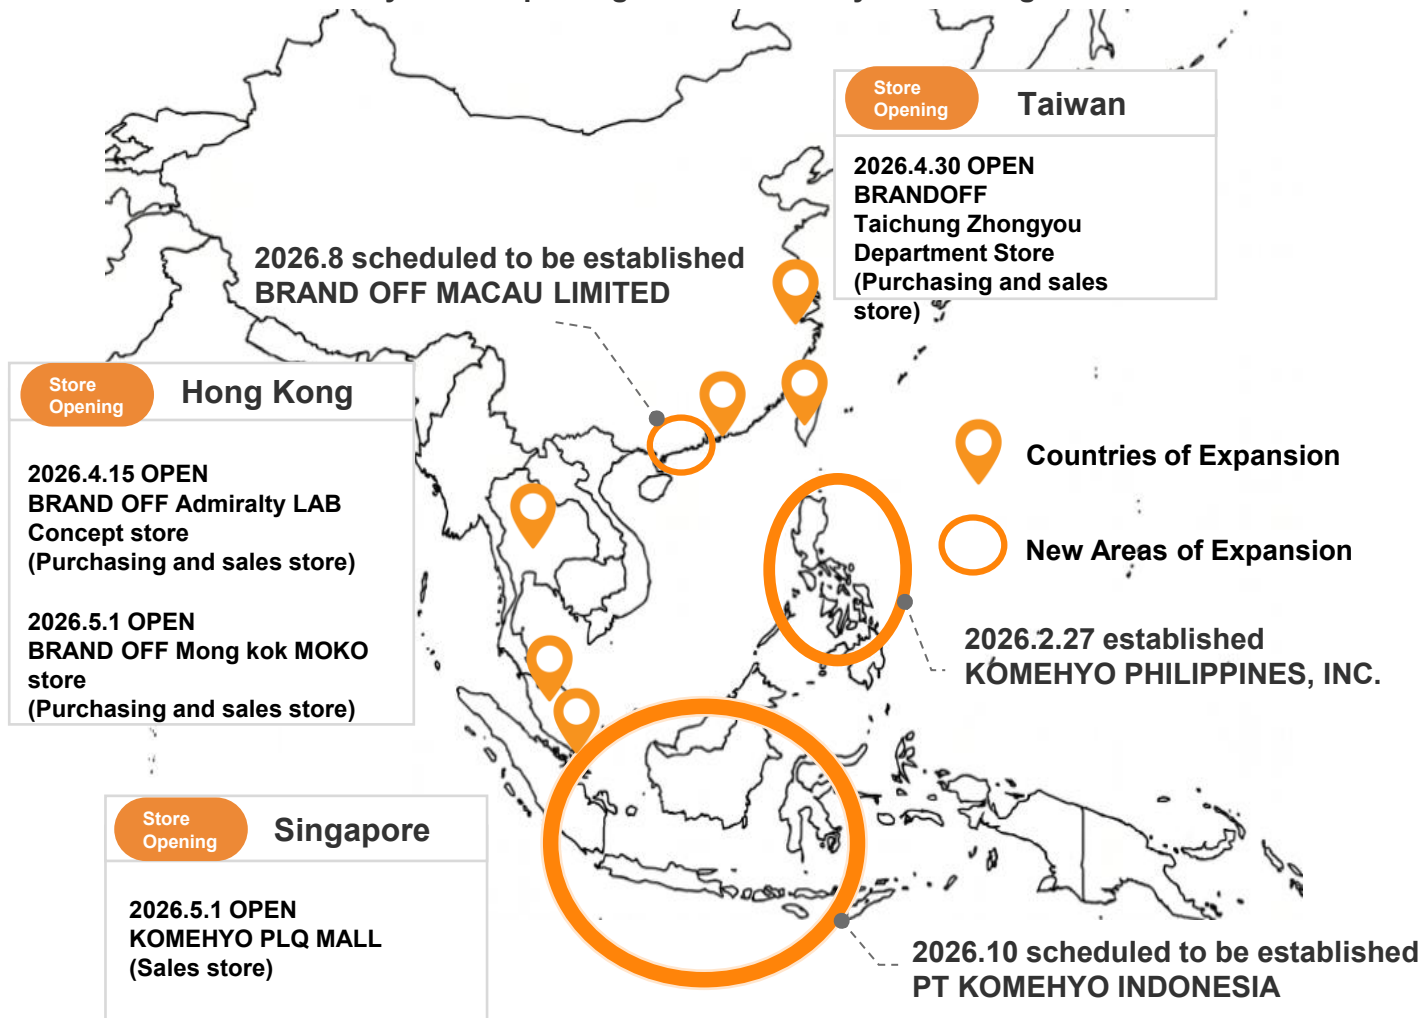 Store
Opening
Taiwan
2026.4.30 OPEN
BRANDOFF
Taichung Zhongyou
Department Store
(Purchasing and sales
store)
2026.8 scheduled to be established
BRAND OFF MACAU LIMITED
Store
Opening
Hong Kong
2026.4.15 OPEN
BRAND OFF Admiralty LAB
Concept store
(Purchasing and sales store)
2026.5.1 OPEN
BRAND OFF Mong kok MOKO
store
(Purchasing and sales store)
Countries of Expansion
New Areas of Expansion
2026.2.27 established
KOMEHYO PHILIPPINES, INC.
Store
Opening
Singapore
2026.5.1 OPEN
KOMEHYO PLQ MALL
(Sales store)
2026.10 scheduled to be established
PT KOMEHYO INDONESIA